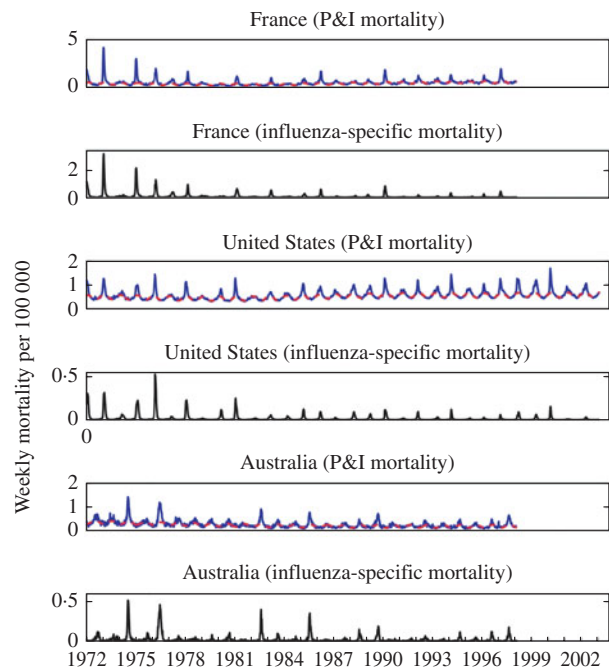 France (P&I mortality)
5
0
France (influenza-specific mortality)
2
0
United States (P&I mortality)
2
1
0
United States (influenza-specific mortality)
0·5
0
Australia (P&I mortality)
2
1
0
Australia (influenza-specific mortality)
0·5
0
1972 1975 1978 1981 1984 1987 1990 1993 1996 1999 2002
Weekly mortality per 100 000